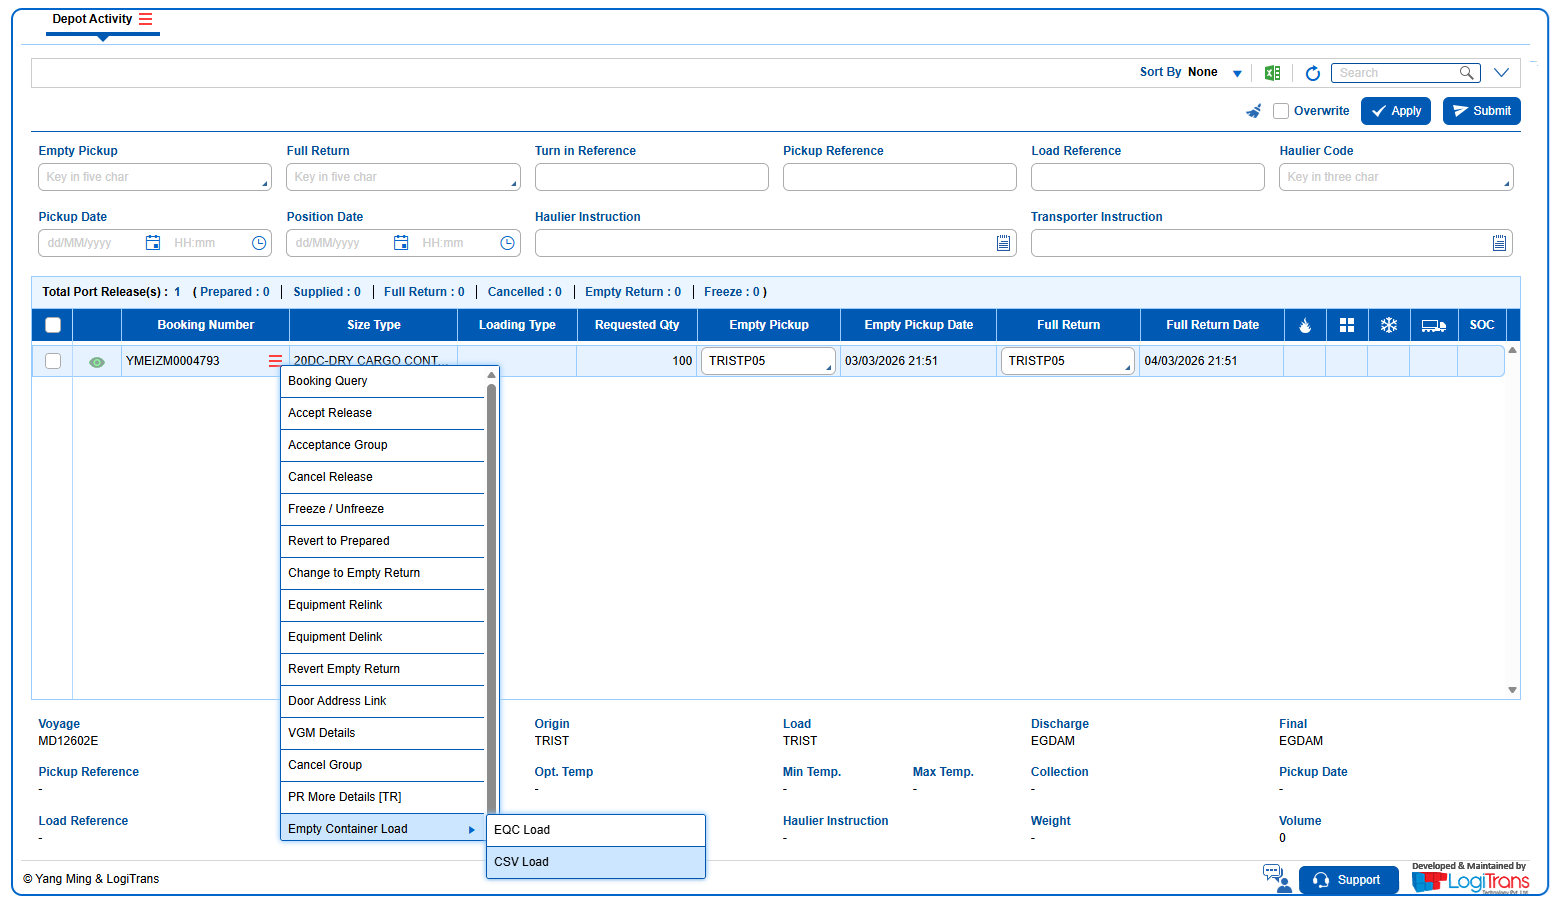 Depot Activity
Sort By None
Search
Overwrite
Apply
Submit
Empty Pickup
Full Return
Turn in Reference
Pickup Reference
Load Reference
Haulier Code
Key in five char
Key in five char
Key in three char
Pickup Date
Position Date
Haulier Instruction
Transporter Instruction
dd/MM/yyyy
HH:mm
dd/MM/yyyy
HH:mm
Total Port Release(s) : 1 ( Prepared : 0 | Supplied : 0 | Full Return : 0 | Cancelled : 0 | Empty Return : 0 | Freeze : 0 )
Booking Number
Size Type
Loading Type
Requested Qty
Empty Pickup
Empty Pickup Date
Full Return
Full Return Date
SOC
YMEIZM0004793
20DC-DRY CARGO CONT...
100
TRISTP05
03/03/2026 21:51
TRISTP05
04/03/2026 21:51
Booking Query
Accept Release
Acceptance Group
Cancel Release
Freeze / Unfreeze
Revert to Prepared
Change to Empty Return
Equipment Relink
Equipment Delink
Revert Empty Return
Door Address Link
VGM Details
Cancel Group
PR More Details [TR]
Empty Container Load
EQC Load
CSV Load
Voyage
MD12602E
Origin
TRIST
Load
TRIST
Discharge
EGDAM
Final
EGDAM
Pickup Reference
-
Opt. Temp
-
Min Temp.
-
Max Temp.
-
Collection
-
Pickup Date
-
Load Reference
-
Haulier Instruction
-
Weight
-
Volume
0
© Yang Ming & LogiTrans
Support
Developed & Maintained by
LogiTrans
Technology Pvt. Ltd.